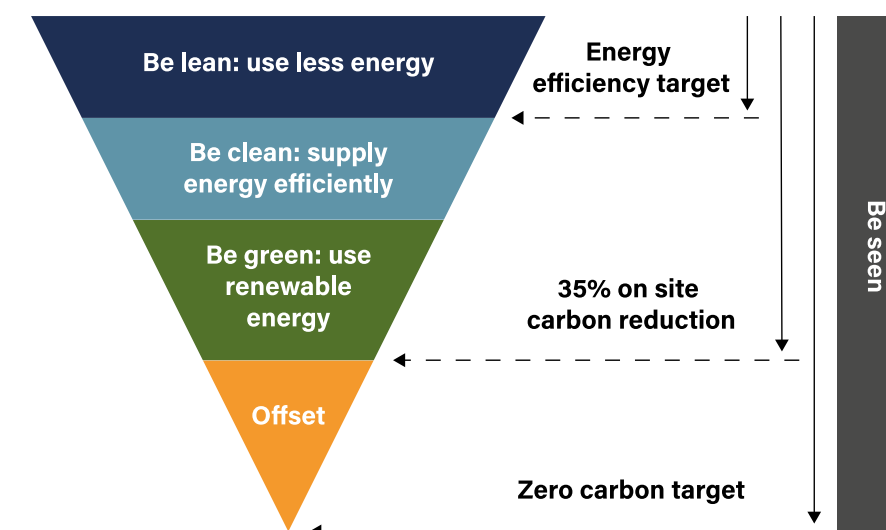 Be lean: use less energy
Energy
efficiency target
Be clean: supply
energy efficiently
Be green: use
renewable
energy
35% on site
carbon reduction
Offset
Zero carbon target
Be seen